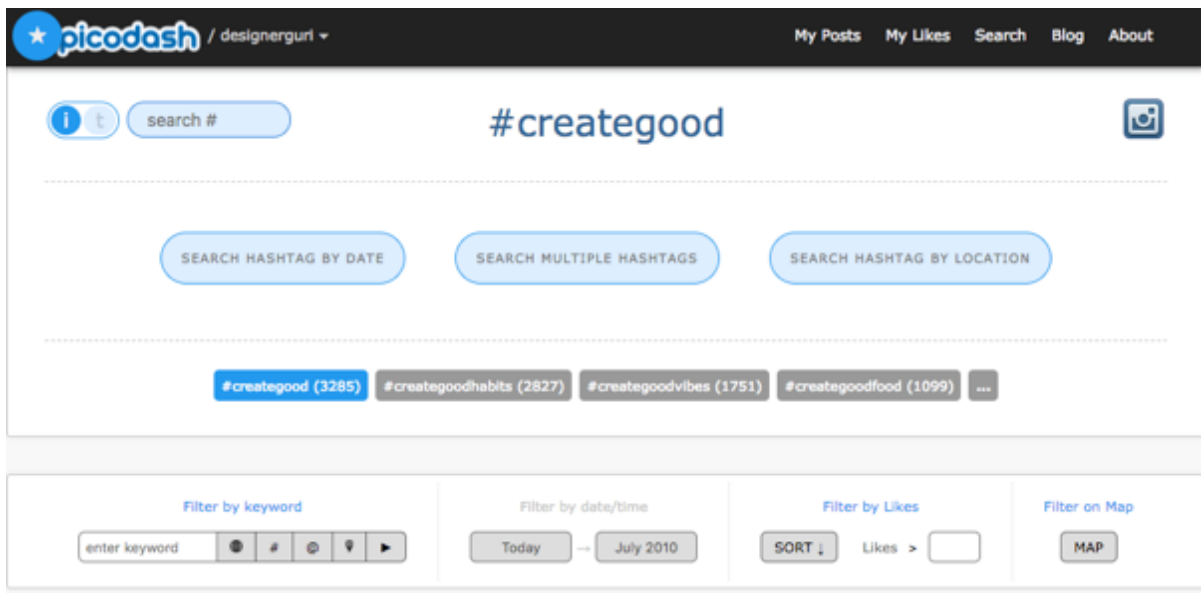 picodash / designergurl
My Posts My Likes Search Blog About
i t search # #creategood
SEARCH HASHTAG BY DATE SEARCH MULTIPLE HASHTAGS SEARCH HASHTAG BY LOCATION
#creategood (3285) #creategoodhabits (2827) #creategoodvibes (1751) #creategoodfood (1099) ...
Filter by keyword Filter by date/time Filter by Likes Filter on Map
enter keyword # @ Today → July 2010 SORT ↓ Likes > MAP